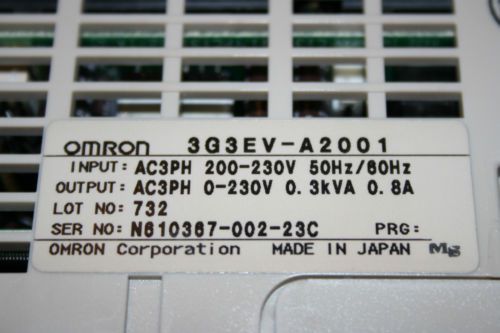 OMRON 3G3EV-A2001
INPUT: AC3PH 200-230V 50Hz/60Hz
OUTPUT: AC3PH 0-230V 0.3kVA 0.8A
LOT NO: 732
SER NO: N610367-002-23C PRG:
OMRON Corporation MADE IN JAPAN Mg